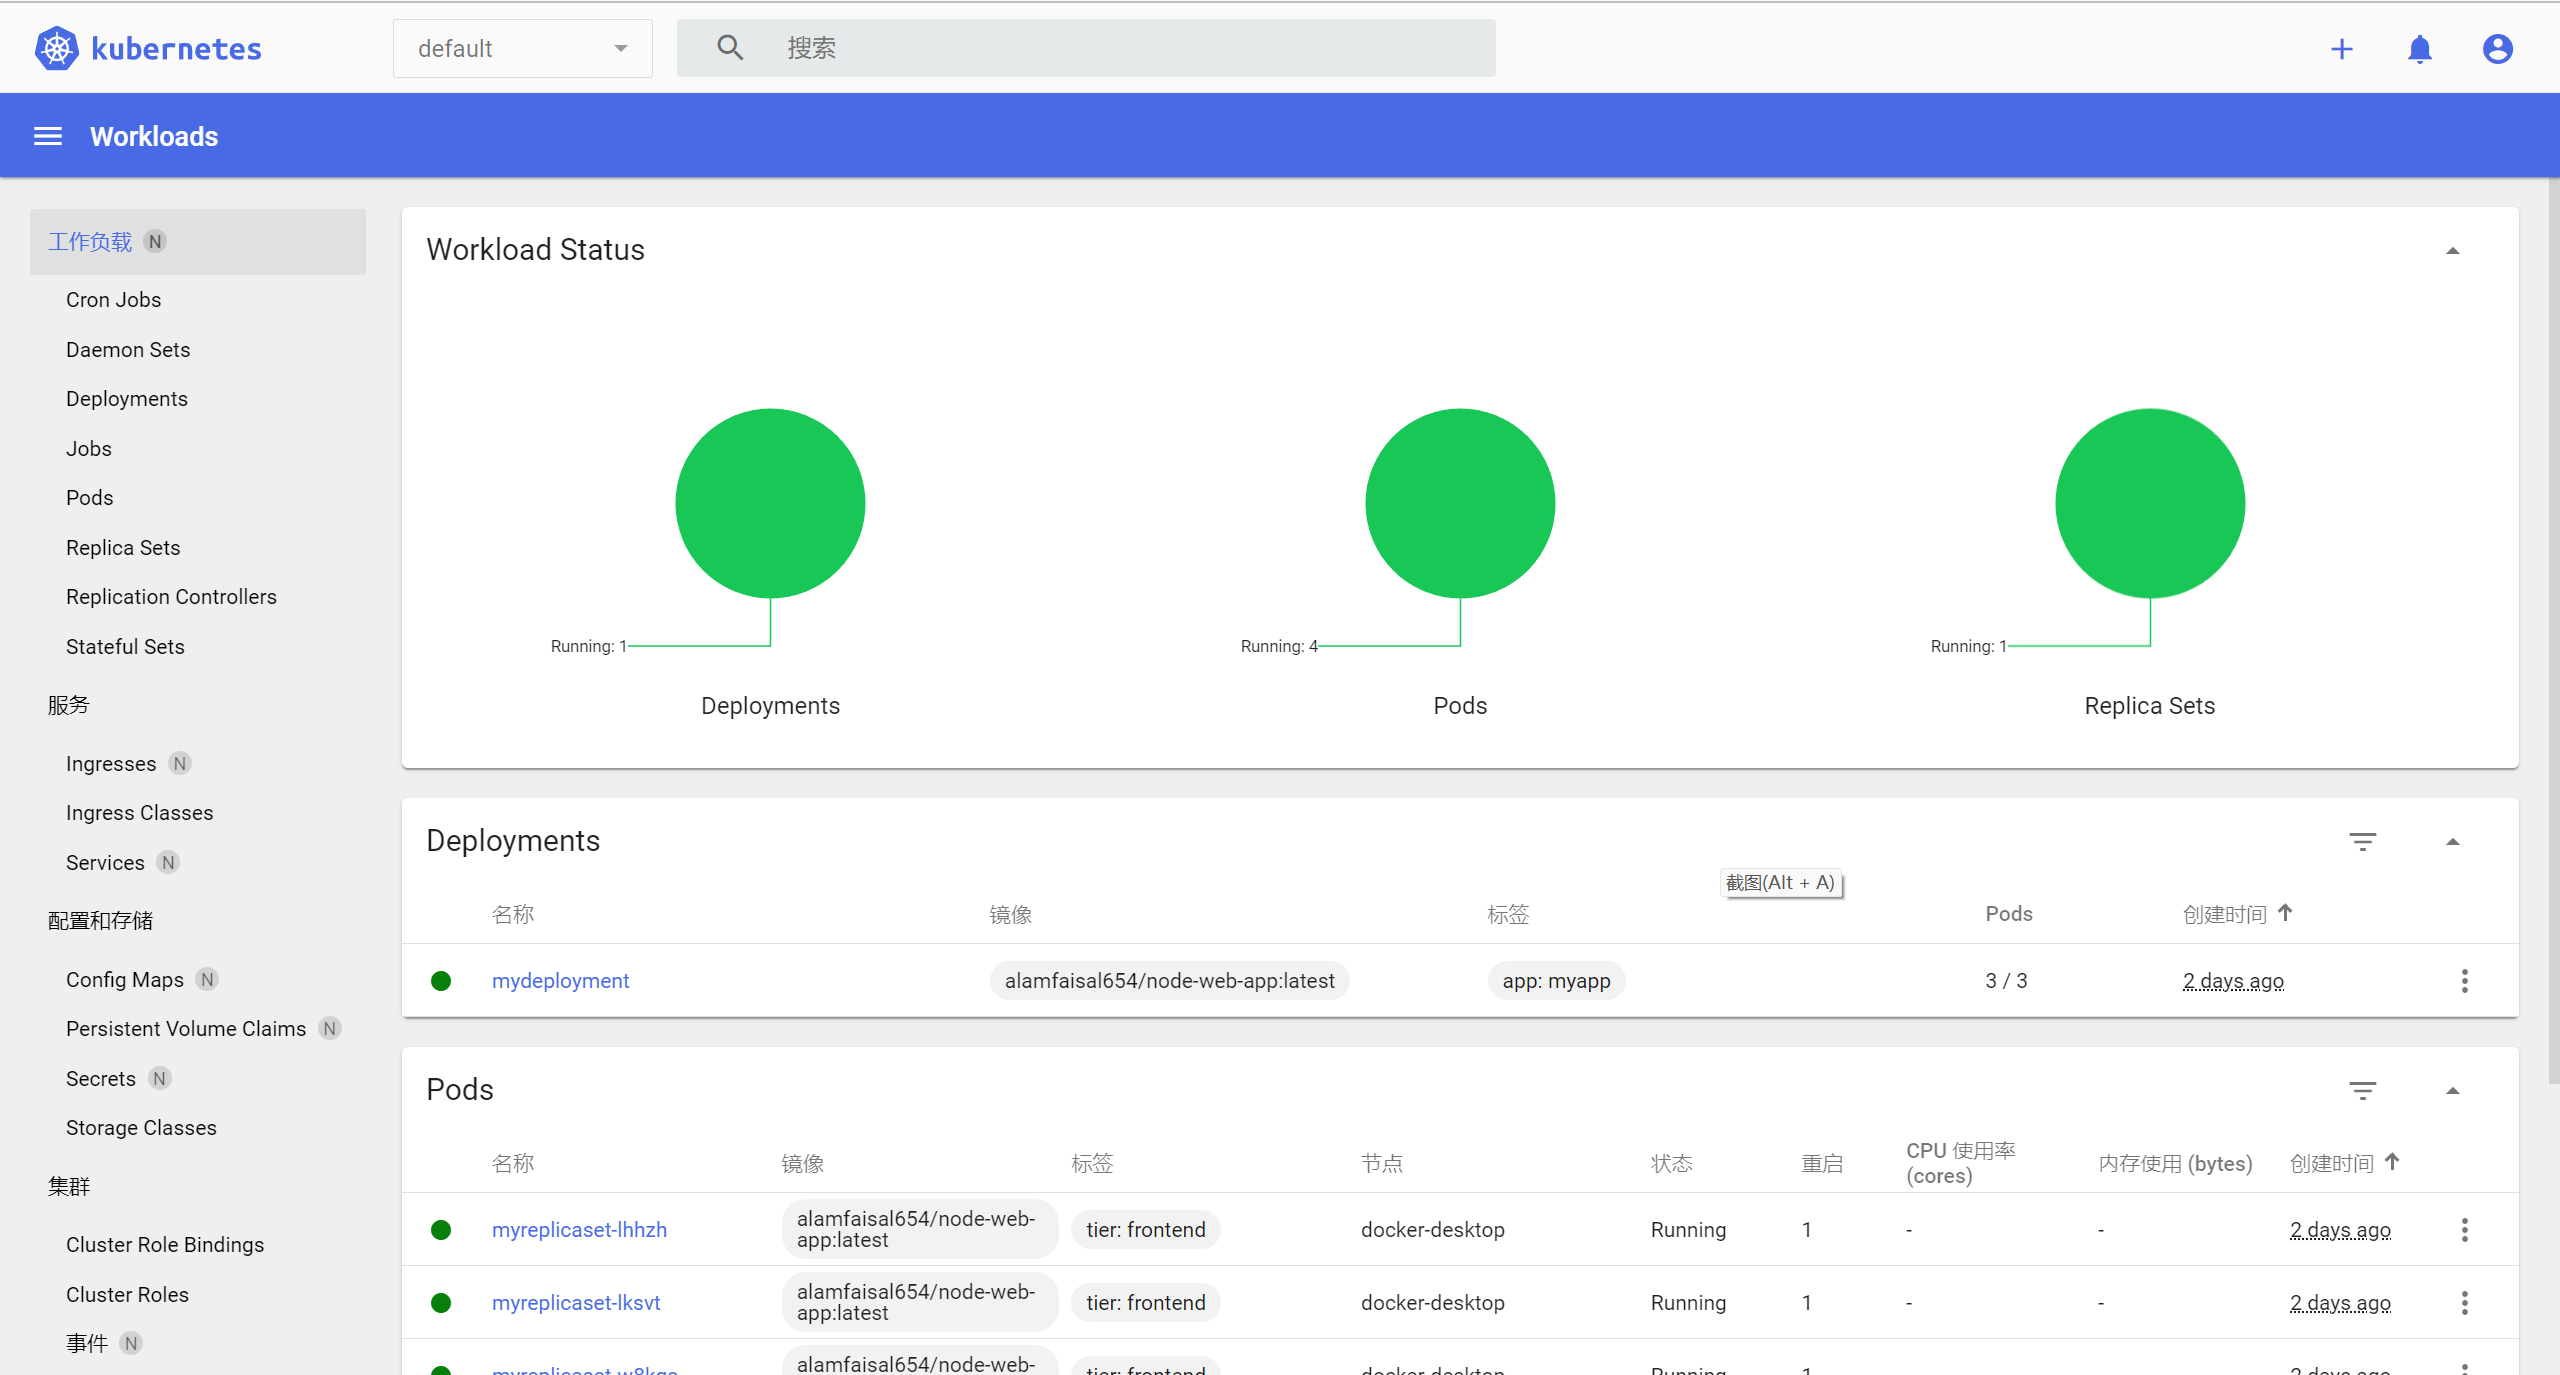 kubernetes
default
搜索
Workloads
工作负载 N
Cron Jobs
Daemon Sets
Deployments
Jobs
Pods
Replica Sets
Replication Controllers
Stateful Sets
服务
Ingresses N
Ingress Classes
Services N
配置和存储
Config Maps N
Persistent Volume Claims N
Secrets N
Storage Classes
集群
Cluster Role Bindings
Cluster Roles
事件 N
Workload Status
Running: 1
Deployments
Running: 4
Pods
Running: 1
Replica Sets
Deployments
截图(Alt + A)
名称 镜像 标签 Pods 创建时间
mydeployment alamfaisal654/node-web-app:latest app: myapp 3 / 3 2 days ago
Pods
名称 镜像 标签 节点 状态 重启 CPU 使用率 (cores) 内存使用 (bytes) 创建时间
myreplicaset-lhhzh alamfaisal654/node-web-app:latest tier: frontend docker-desktop Running 1 - - 2 days ago
myreplicaset-lksvt alamfaisal654/node-web-app:latest tier: frontend docker-desktop Running 1 - - 2 days ago
alamfaisal654/node-web- tier: frontend docker-desktop Running 1 2 days ago